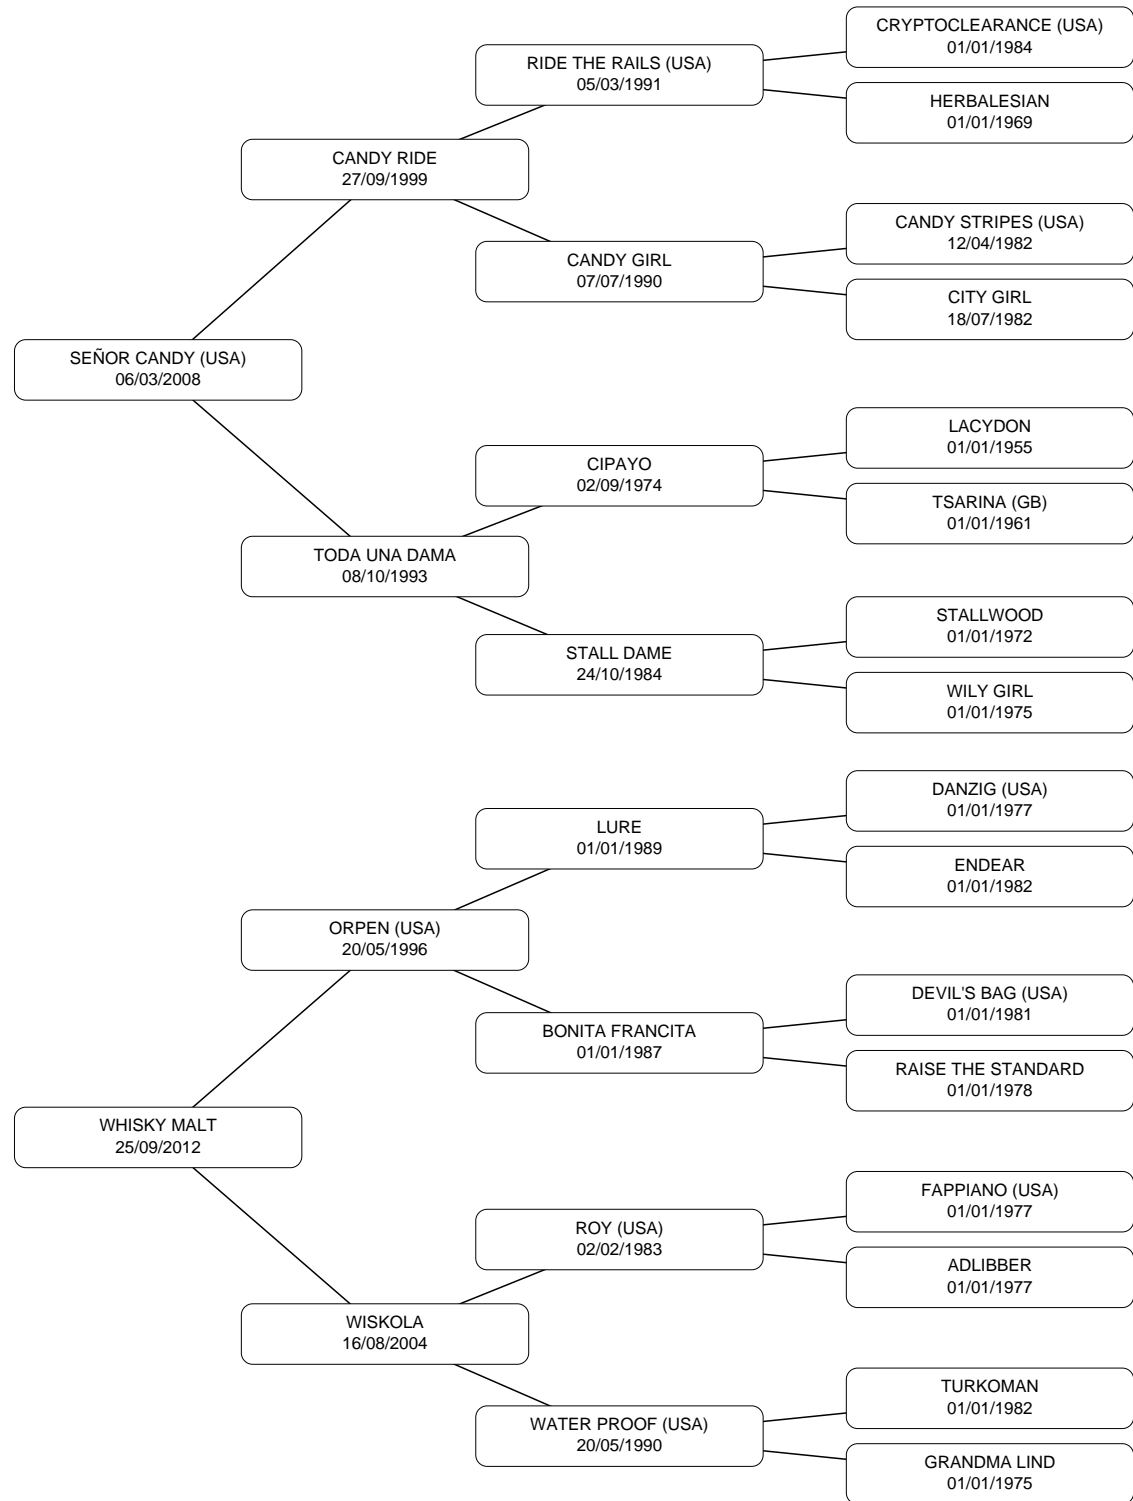 CRYPTOCLEARANCE (USA)
01/01/1984
RIDE THE RAILS (USA)
05/03/1991
HERBALESIAN
01/01/1969
CANDY RIDE
27/09/1999
CANDY STRIPES (USA)
12/04/1982
CANDY GIRL
07/07/1990
CITY GIRL
18/07/1982
SEÑOR CANDY (USA)
06/03/2008
LACYDON
01/01/1955
CIPAYO
02/09/1974
TSARINA (GB)
01/01/1961
TODA UNA DAMA
08/10/1993
STALLWOOD
01/01/1972
STALL DAME
24/10/1984
WILY GIRL
01/01/1975
DANZIG (USA)
01/01/1977
LURE
01/01/1989
ENDEAR
01/01/1982
ORPEN (USA)
20/05/1996
DEVIL'S BAG (USA)
01/01/1981
BONITA FRANCITA
01/01/1987
RAISE THE STANDARD
01/01/1978
WHISKY MALT
25/09/2012
FAPPIANO (USA)
01/01/1977
ROY (USA)
02/02/1983
ADLIBBER
01/01/1977
WISKOLA
16/08/2004
TURKOMAN
01/01/1982
WATER PROOF (USA)
20/05/1990
GRANDMA LIND
01/01/1975